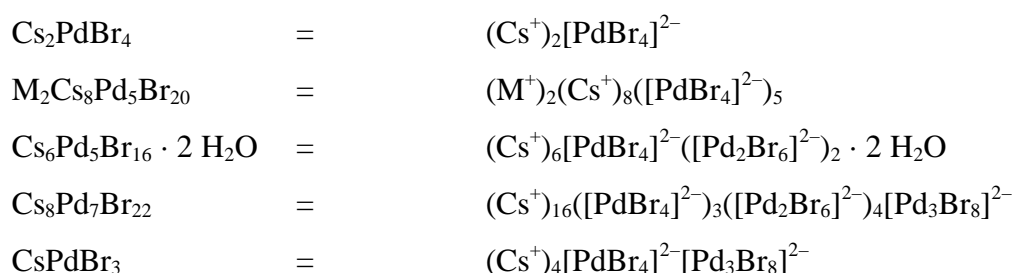 Cs₂PdBr₄ = (Cs⁺)₂[PdBr₄]²⁻
M₂Cs₈Pd₅Br₂₀ = (M⁺)₂(Cs⁺)₈([PdBr₄]²⁻)₅
Cs₆Pd₅Br₁₆ · 2 H₂O = (Cs⁺)₆[PdBr₄]²⁻([Pd₂Br₆]²⁻)₂ · 2 H₂O
Cs₈Pd₇Br₂₂ = (Cs⁺)₁₆([PdBr₄]²⁻)₃([Pd₂Br₆]²⁻)₄[Pd₃Br₈]²⁻
CsPdBr₃ = (Cs⁺)₄[PdBr₄]²⁻[Pd₃Br₈]²⁻